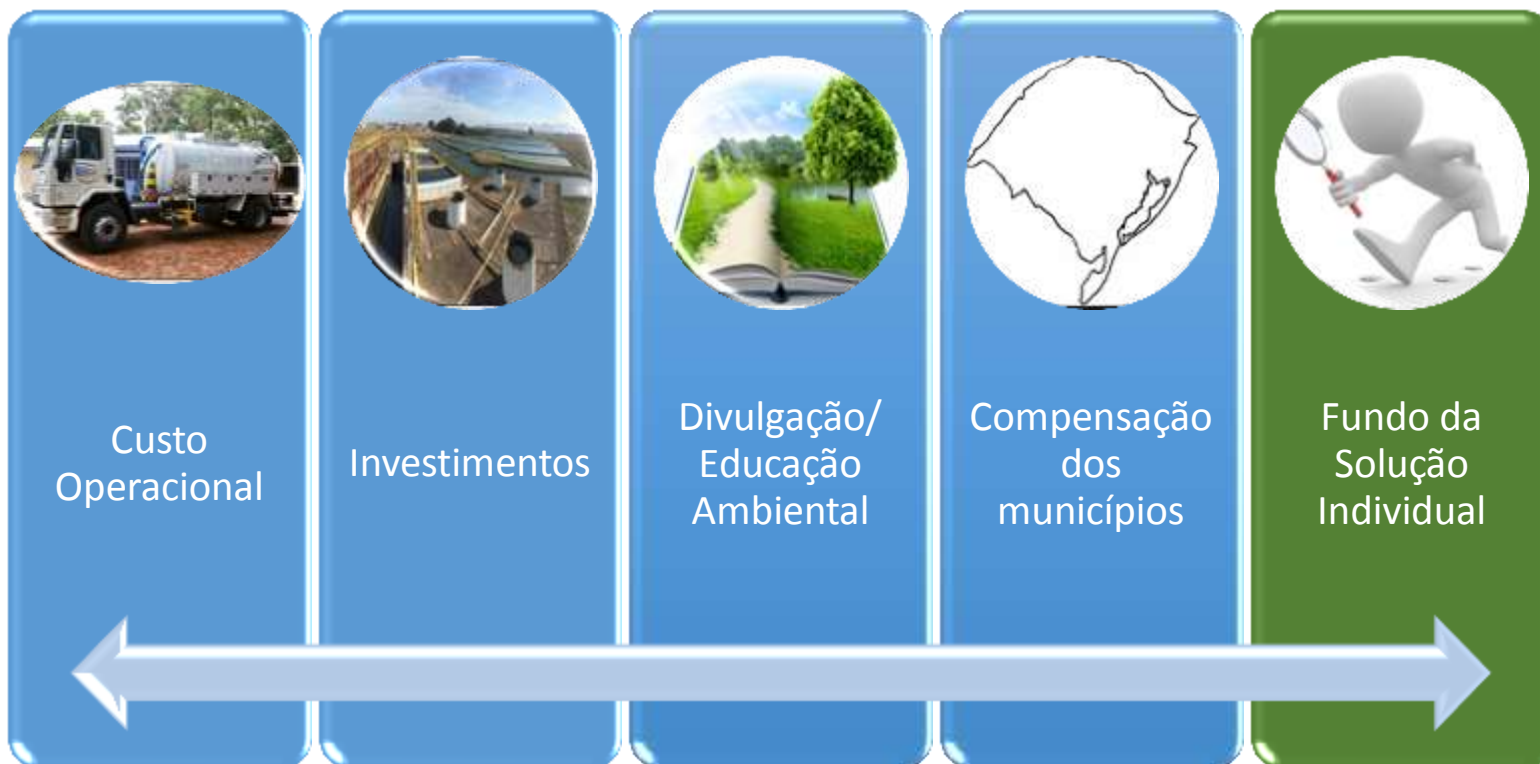 Custo
Operacional
Investimentos
Divulgação/
Educação
Ambiental
Compensação
dos
municípios
Fundo da
Solução
Individual